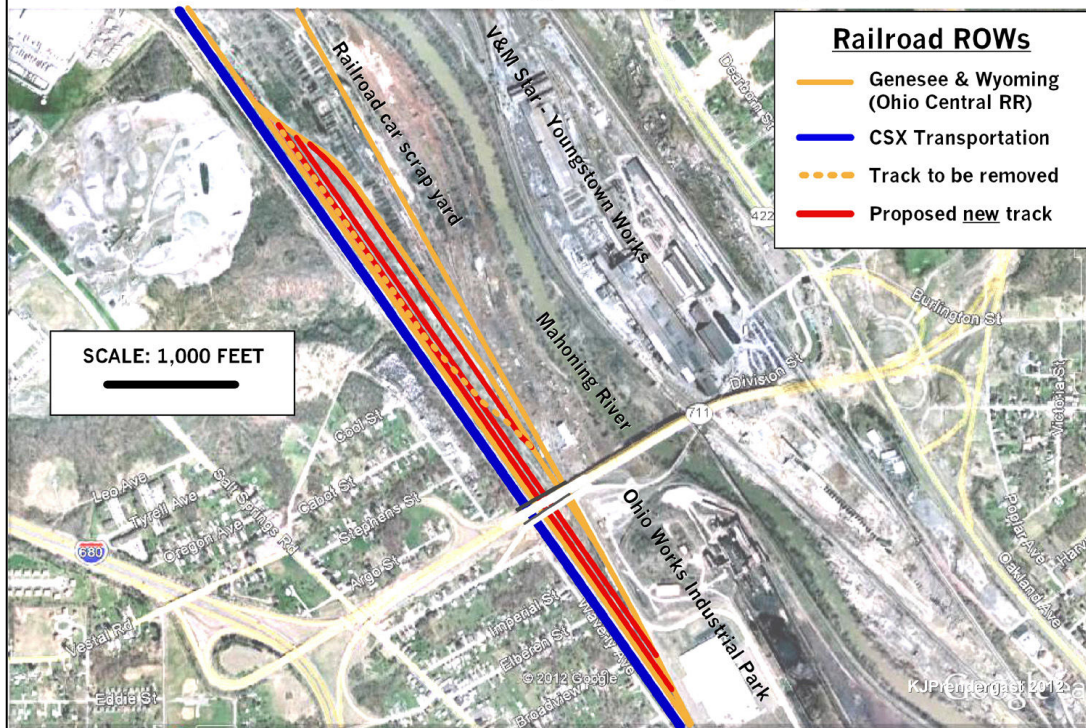 Railroad ROWs
Genesee & Wyoming
(Ohio Central RR)
CSX Transportation
Track to be removed
Proposed new track
Railroad car scrap yard
V&M Star - Youngstown Works
Dearborn St
422
Burlington St
SCALE: 1,000 FEET
Mahoning River
Division St
711
Victoria St
Cool St
Leo Ave
Tyrell Ave
Salt Springs Rd
Cabot St
Oregon Ave
Stephens St
680
Argo St
Ohio Works Industrial Park
Poplar Ave
Oakland Ave
Vestal Rd
Imperial St
Waverly Ave
Elberen St
© 2012 Google
Broadview
Eddie St
KJPrendergast 2012
Google